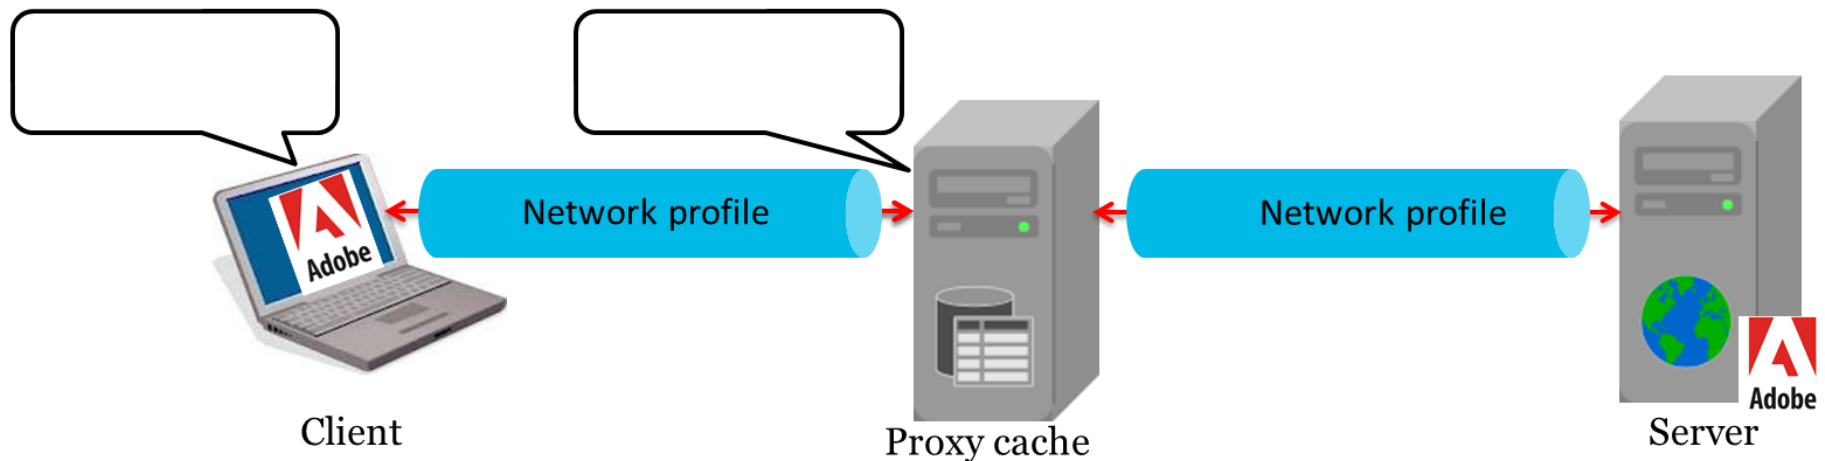 Network profile
Network profile
Adobe
Adobe
Client
Proxy cache
Server